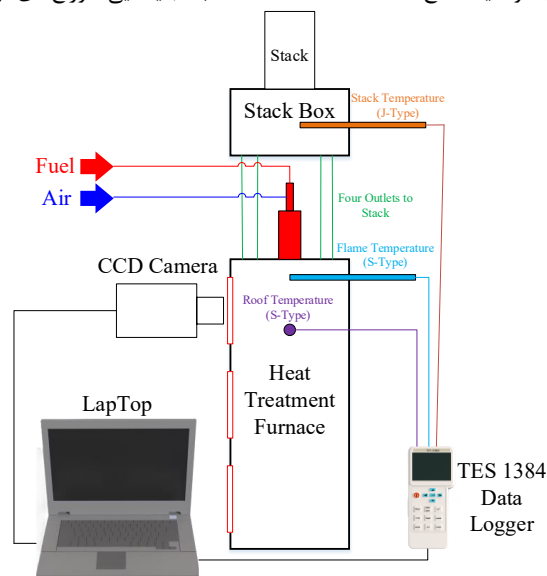 Stack
Stack Box
Stack Temperature
(J-Type)
Fuel
Air
Four Outlets to
Stack
Flame Temperature
(S-Type)
CCD Camera
Roof Temperature
(S-Type)
Heat
Treatment
Furnace
LapTop
TES 1384
Data
Logger